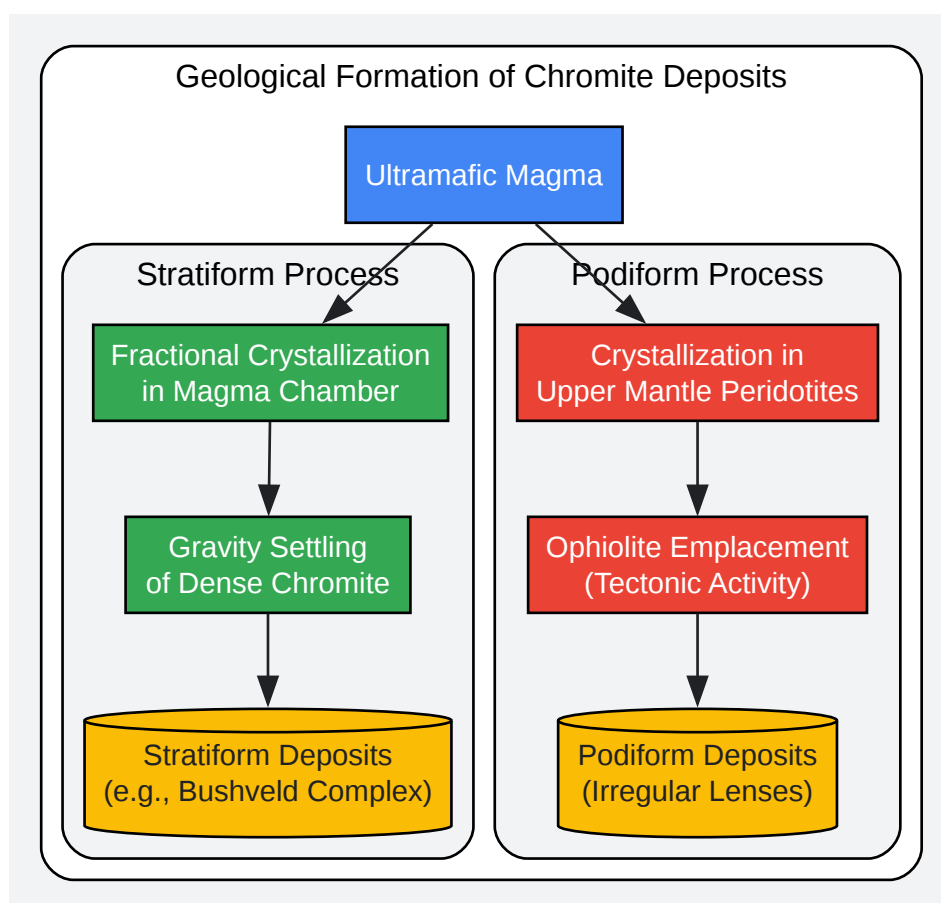 Geological Formation of Chromite Deposits
Ultramafic Magma
Stratiform Process
Fractional Crystallization
in Magma Chamber
Gravity Settling
of Dense Chromite
Stratiform Deposits
(e.g., Bushveld Complex)
Podiform Process
Crystallization in
Upper Mantle Peridotites
Ophiolite Emplacement
(Tectonic Activity)
Podiform Deposits
(Irregular Lenses)